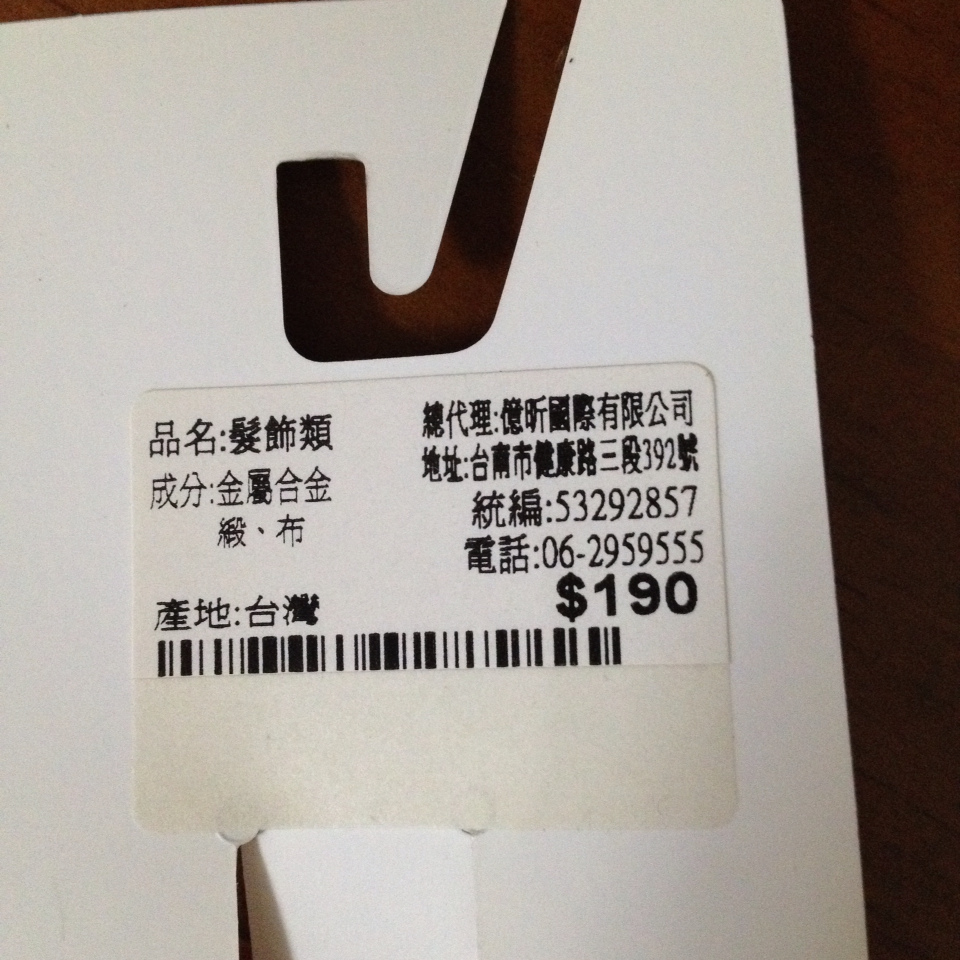 品名:髮飾類
成分:金屬合金
緞、布
產地:台灣
總代理:億昕國際有限公司
地址:台南市健康路三段392號
統編:53292857
電話:06-2959555
$190